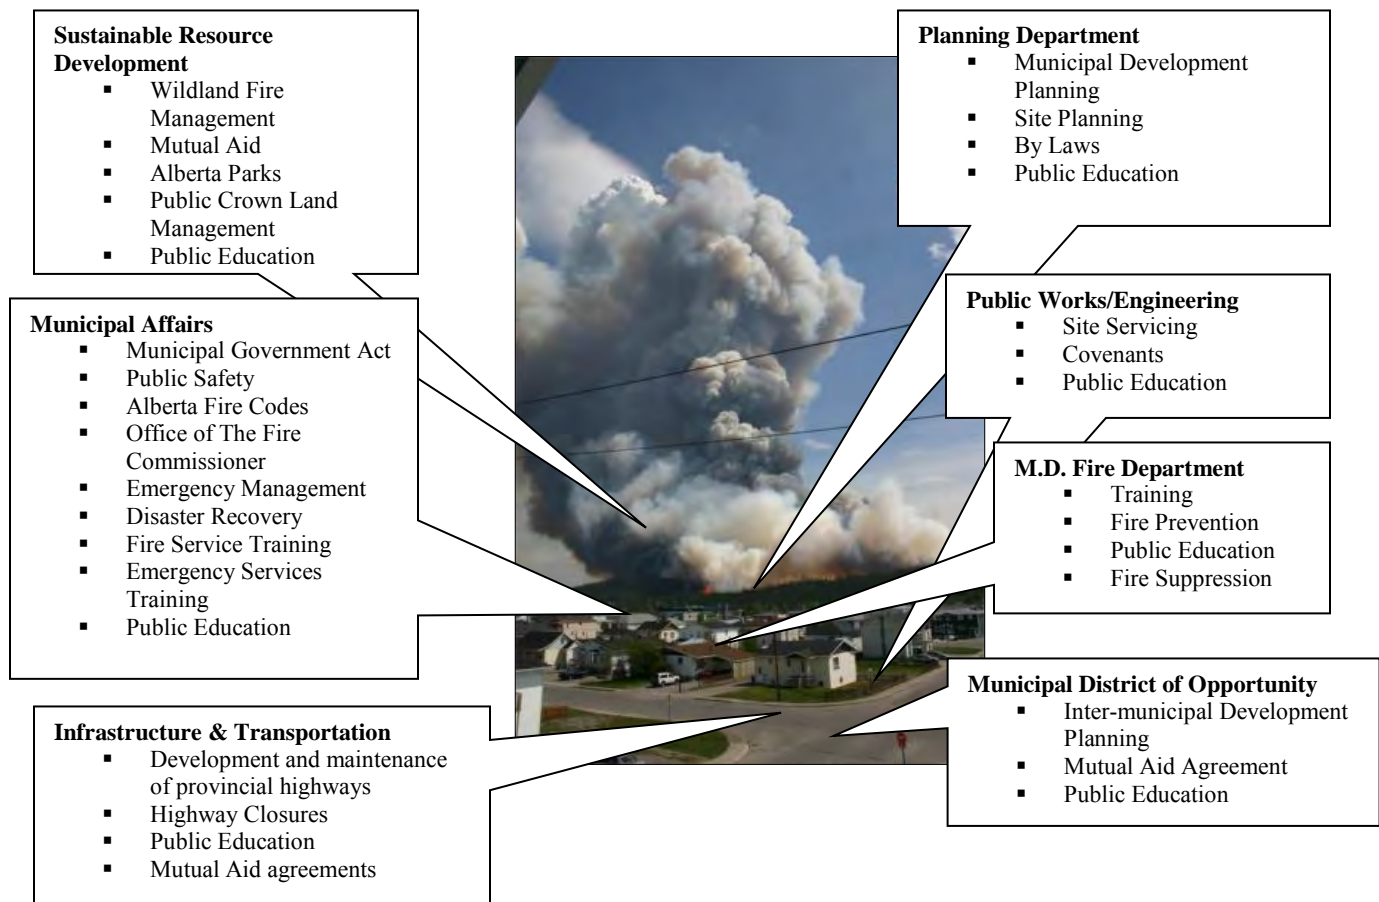 Sustainable Resource
Development
▪ Wildland Fire
Management
▪ Mutual Aid
▪ Alberta Parks
▪ Public Crown Land
Management
▪ Public Education
Municipal Affairs
▪ Municipal Government Act
▪ Public Safety
▪ Alberta Fire Codes
▪ Office of The Fire
Commissioner
▪ Emergency Management
▪ Disaster Recovery
▪ Fire Service Training
▪ Emergency Services
Training
▪ Public Education
Infrastructure & Transportation
▪ Development and maintenance
of provincial highways
▪ Highway Closures
▪ Public Education
▪ Mutual Aid agreements
Planning Department
▪ Municipal Development
Planning
▪ Site Planning
▪ By Laws
▪ Public Education
Public Works/Engineering
▪ Site Servicing
▪ Covenants
▪ Public Education
M.D. Fire Department
▪ Training
▪ Fire Prevention
▪ Public Education
▪ Fire Suppression
Municipal District of Opportunity
▪ Inter-municipal Development
Planning
▪ Mutual Aid Agreement
▪ Public Education